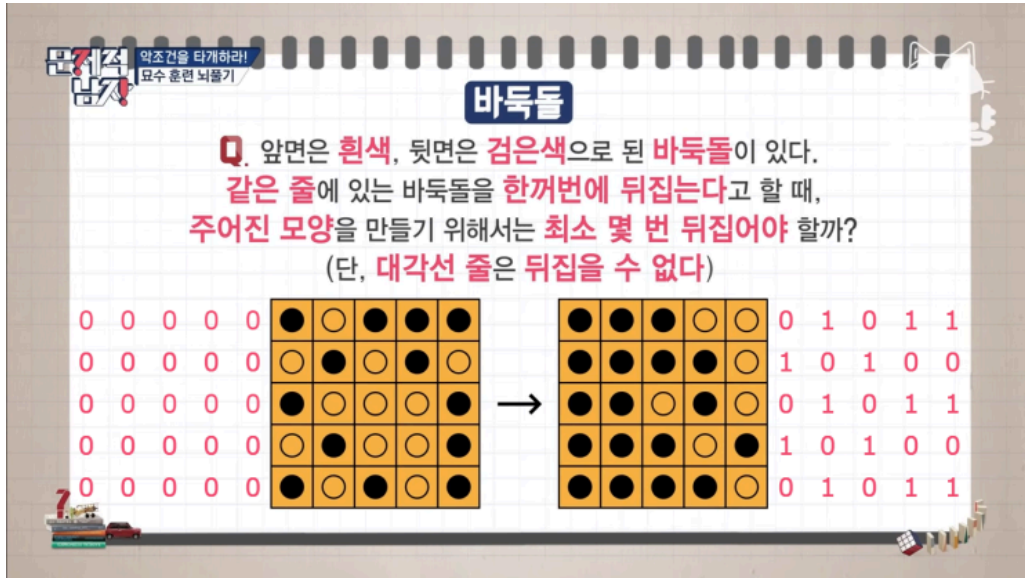 문제적
남자
악조건을 타개하라!
묘수 훈련 뇌풀기
바둑돌
Q. 앞면은 흰색, 뒷면은 검은색으로 된 바둑돌이 있다.
같은 줄에 있는 바둑돌을 한꺼번에 뒤집는다고 할 때,
주어진 모양을 만들기 위해서는 최소 몇 번 뒤집어야 할까?
(단, 대각선 줄은 뒤집을 수 없다)
0 0 0 0 0 → 0 1 0 1 1
0 0 0 0 0 1 0 1 0 0
0 0 0 0 0 0 1 0 1 1
0 0 0 0 0 1 0 1 0 0
0 0 0 0 0 0 1 0 1 1